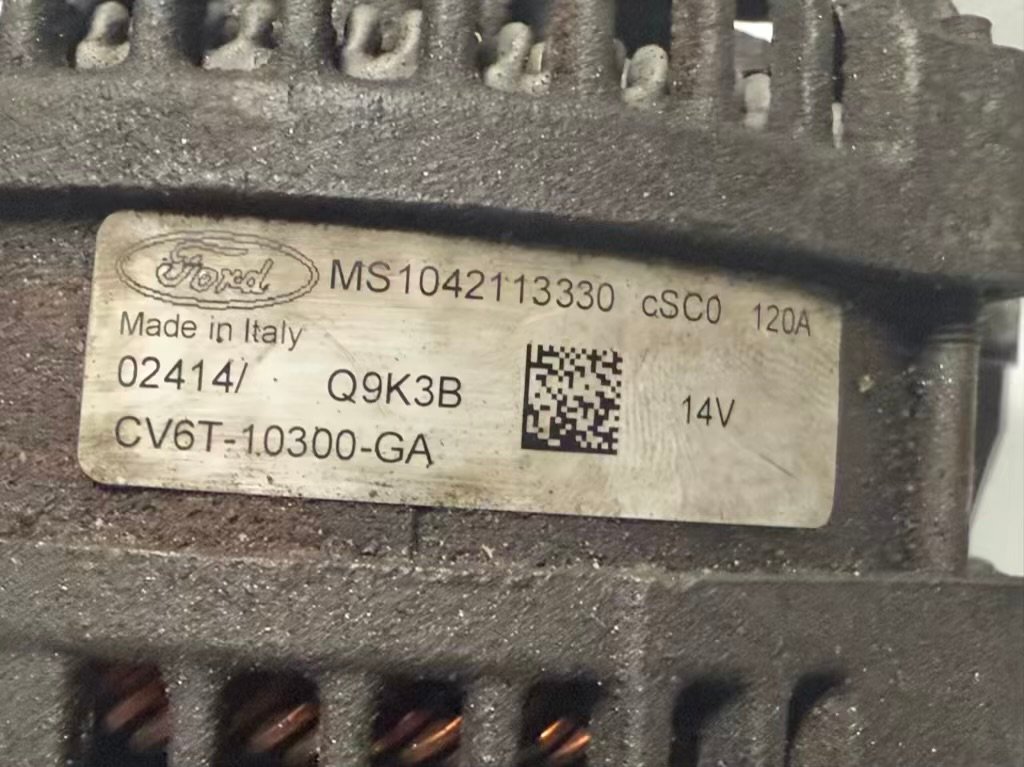 Ford MS1042113330 cSC0 120A
Made in Italy
02414/ Q9K3B 14V
CV6T-10300-GA